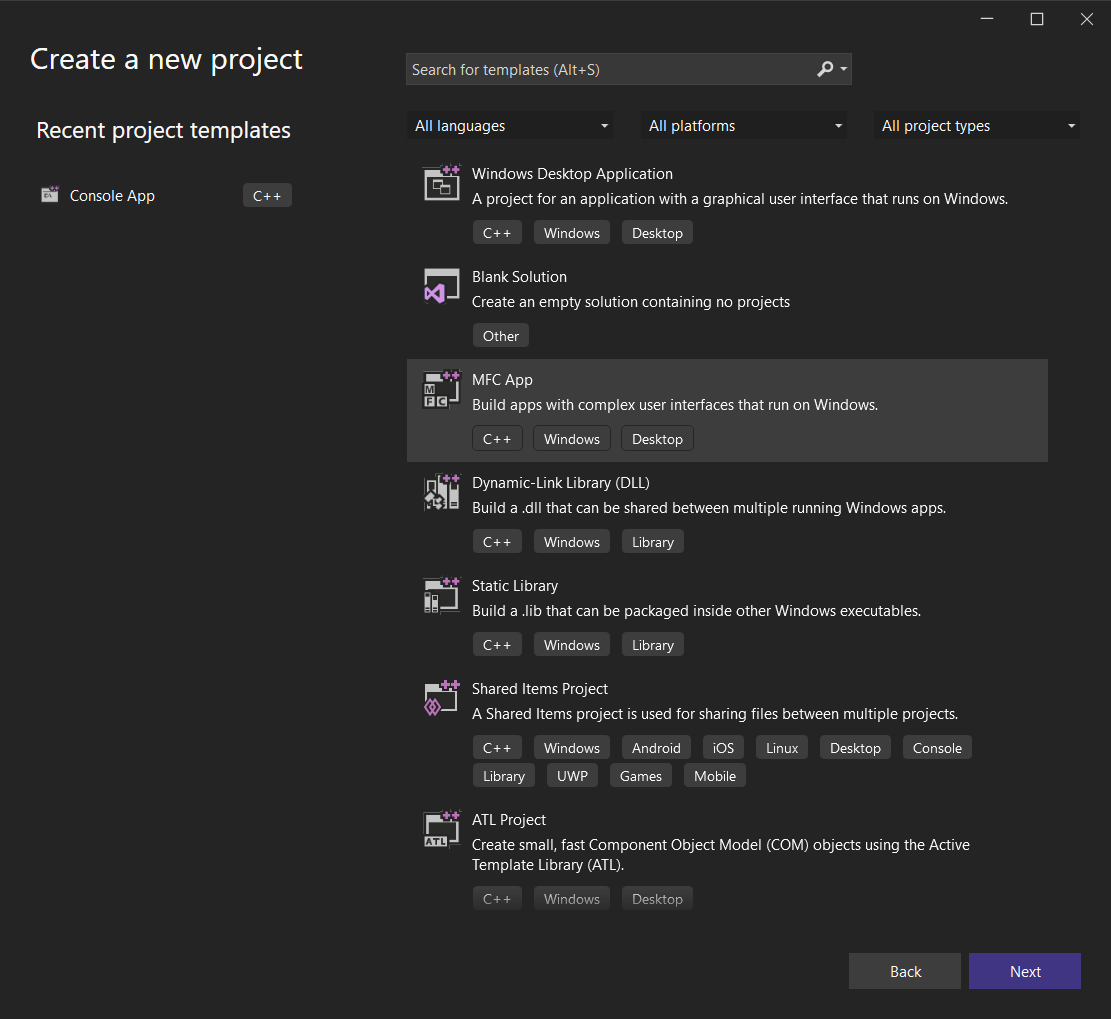 Create a new project
Search for templates (Alt+S)
Recent project templates
All languages
All platforms
All project types
Console App
C++
Windows Desktop Application
A project for an application with a graphical user interface that runs on Windows.
C++ Windows Desktop
Blank Solution
Create an empty solution containing no projects
Other
MFC
MFC App
Build apps with complex user interfaces that run on Windows.
C++ Windows Desktop
Dynamic-Link Library (DLL)
Build a .dll that can be shared between multiple running Windows apps.
C++ Windows Library
Static Library
Build a .lib that can be packaged inside other Windows executables.
C++ Windows Library
Shared Items Project
A Shared Items project is used for sharing files between multiple projects.
C++ Windows Android iOS Linux Desktop Console
Library UWP Games Mobile
ATL
ATL Project
Create small, fast Component Object Model (COM) objects using the Active
Template Library (ATL).
C++ Windows Desktop
Back
Next